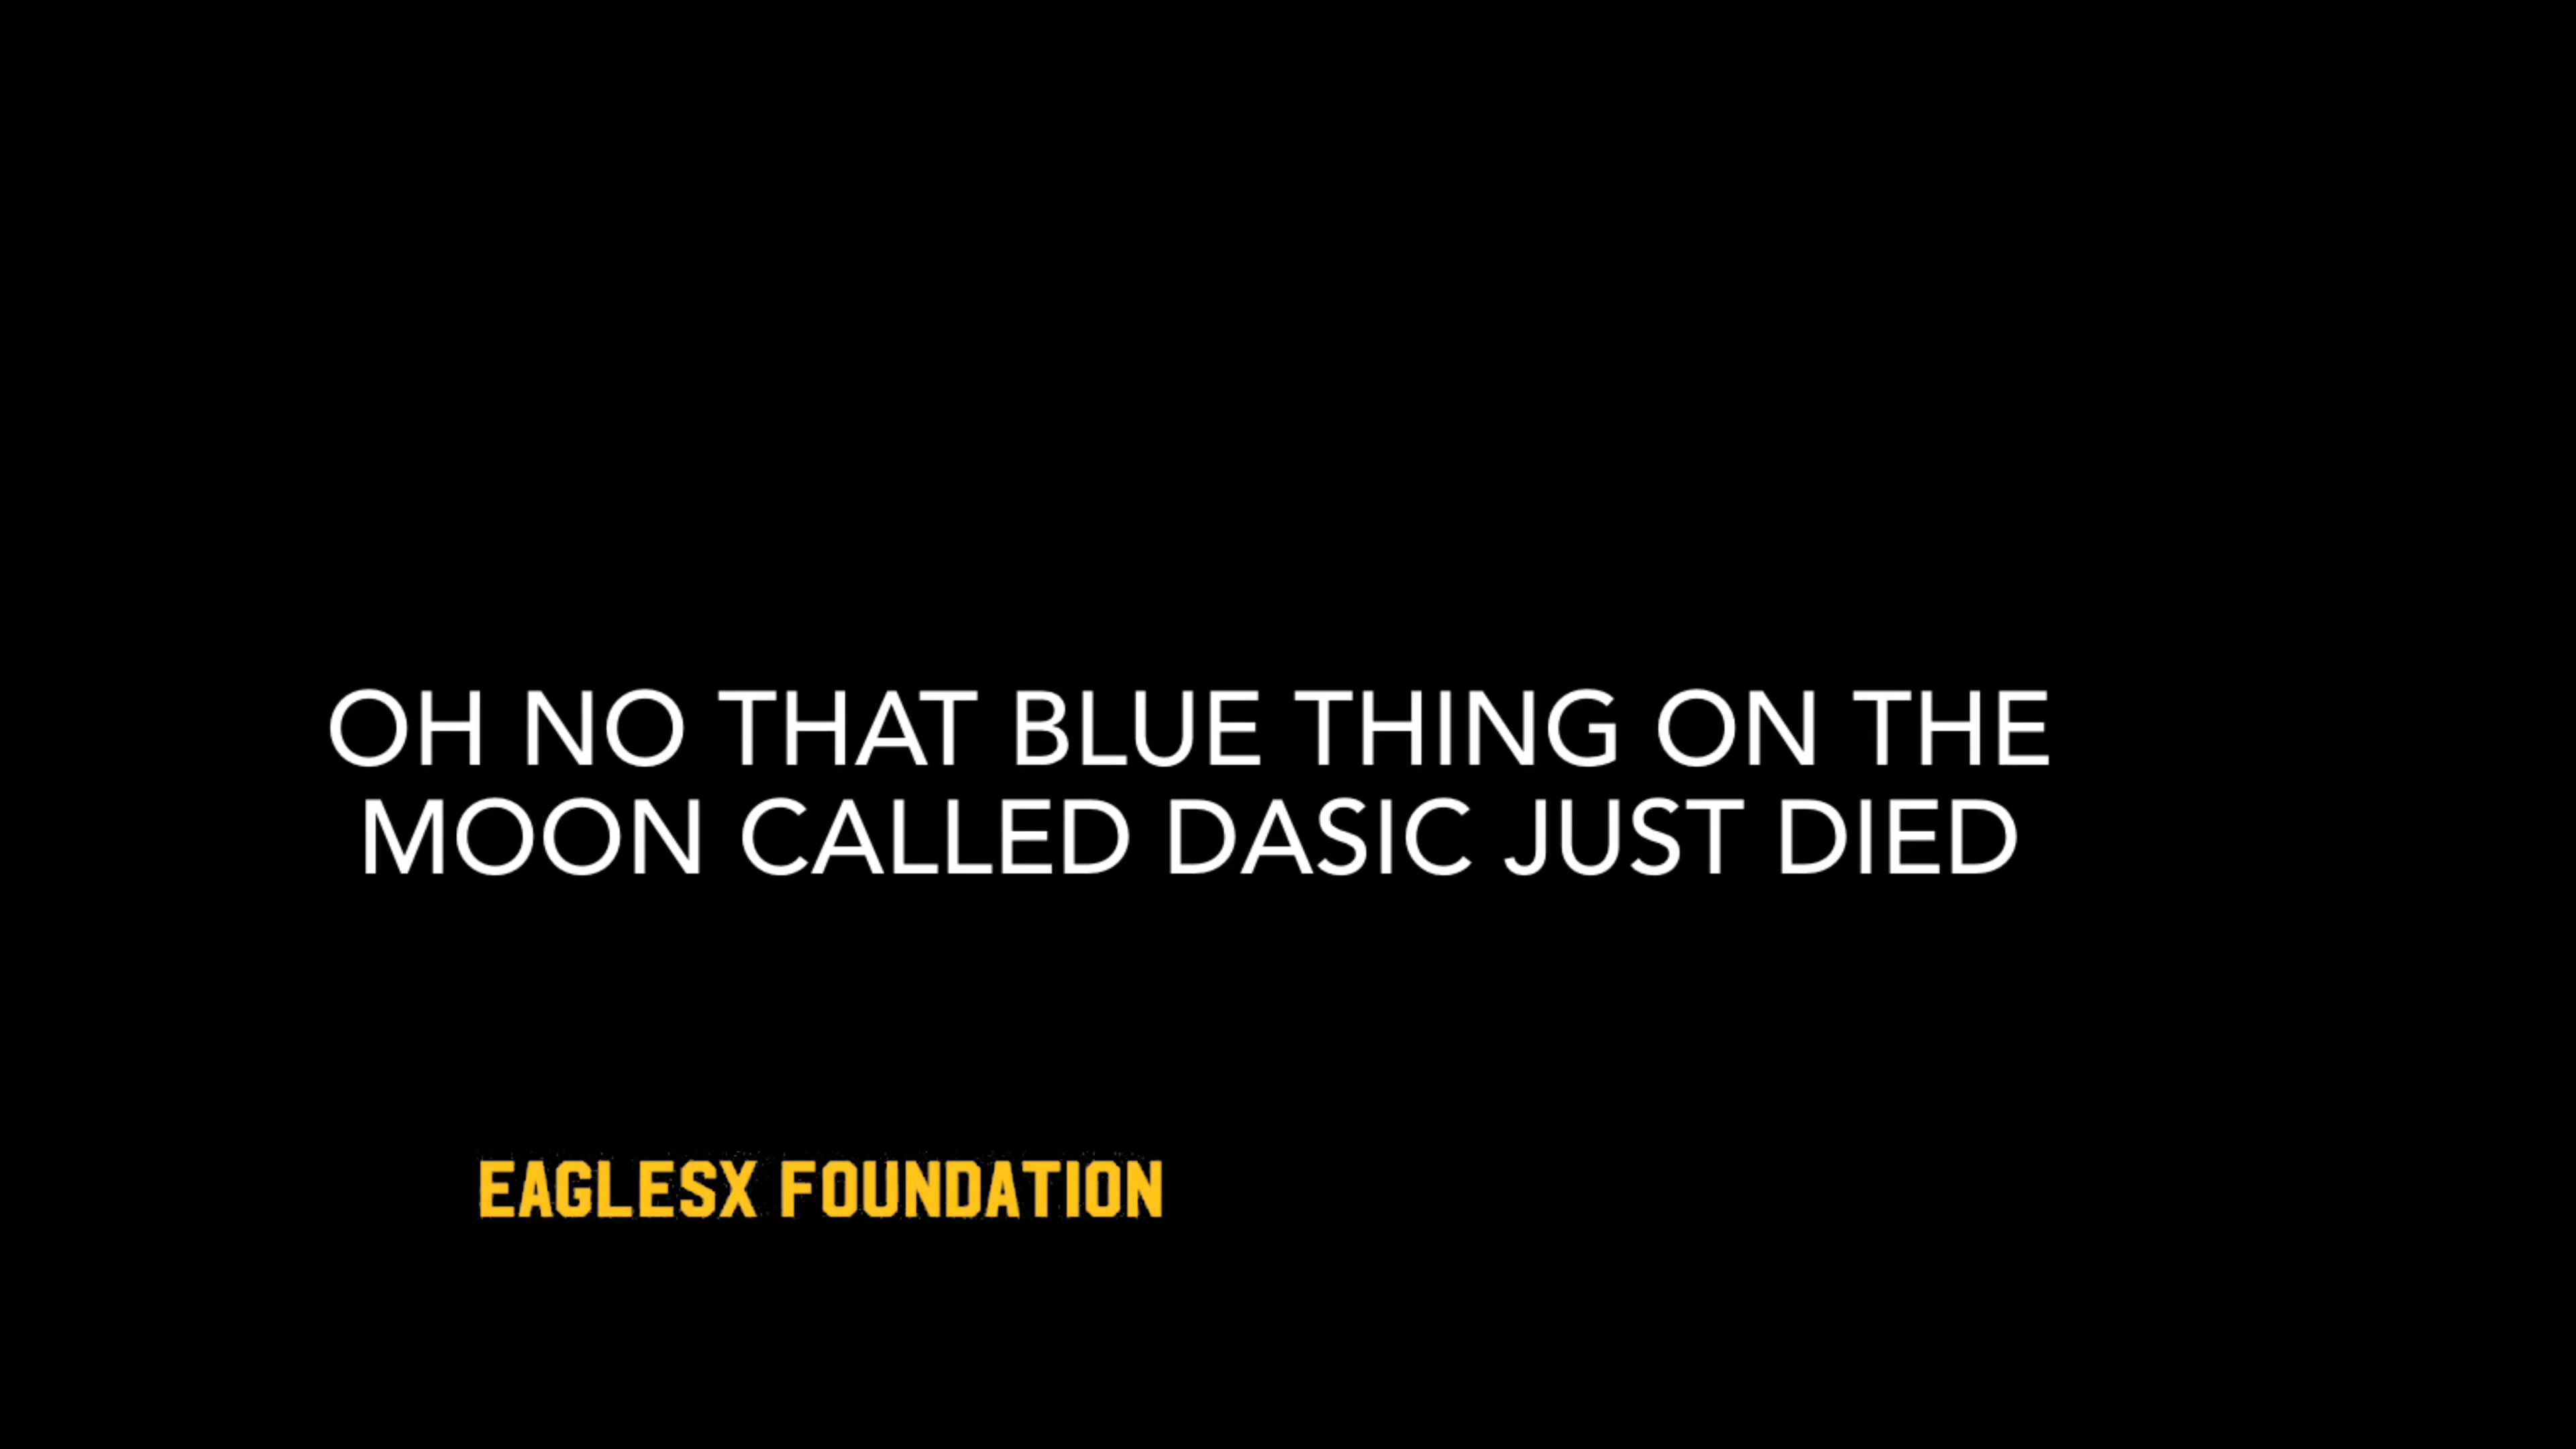 OH NO THAT BLUE THING ON THE
MOON CALLED DASIC JUST DIED
EAGLESX FOUNDATION